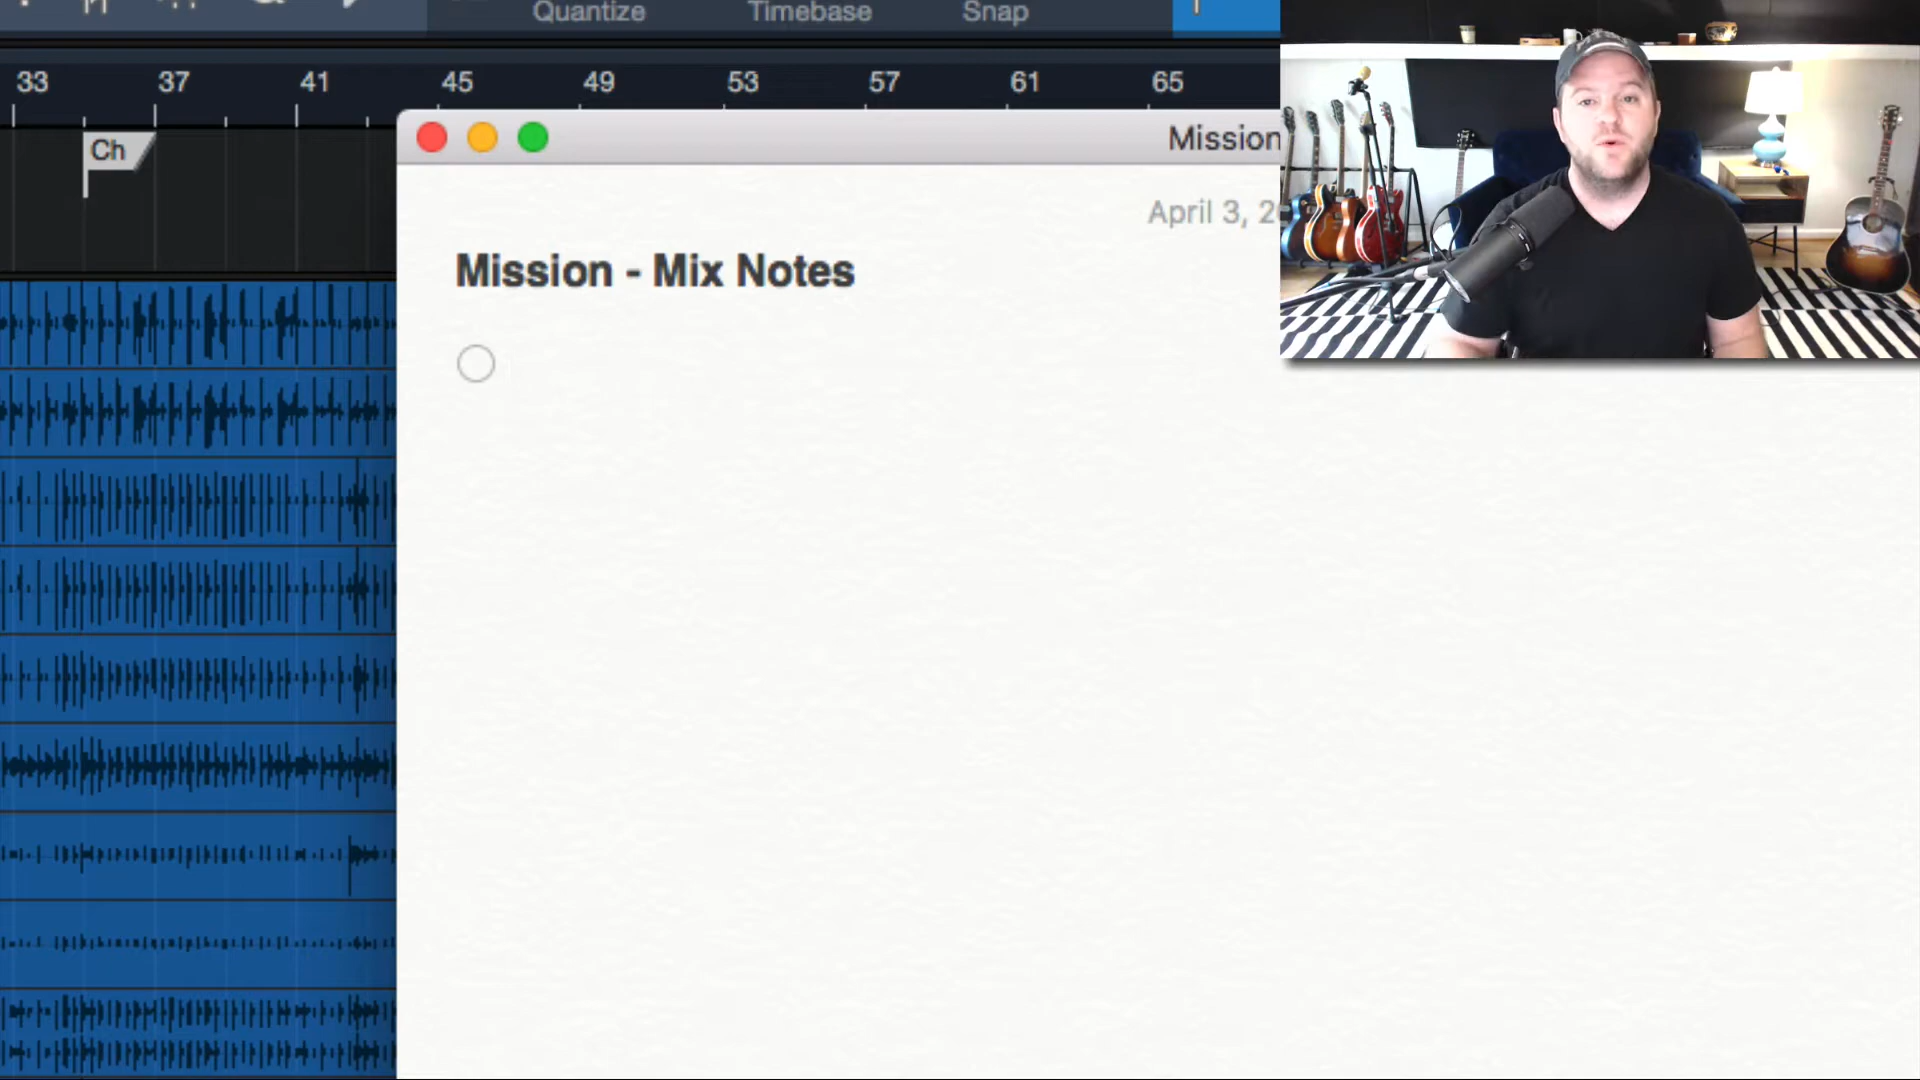 Quantize Timebase Snap
33 37 41 45 49 53 57 61 65
Ch
Mission
April 3, 2
Mission - Mix Notes